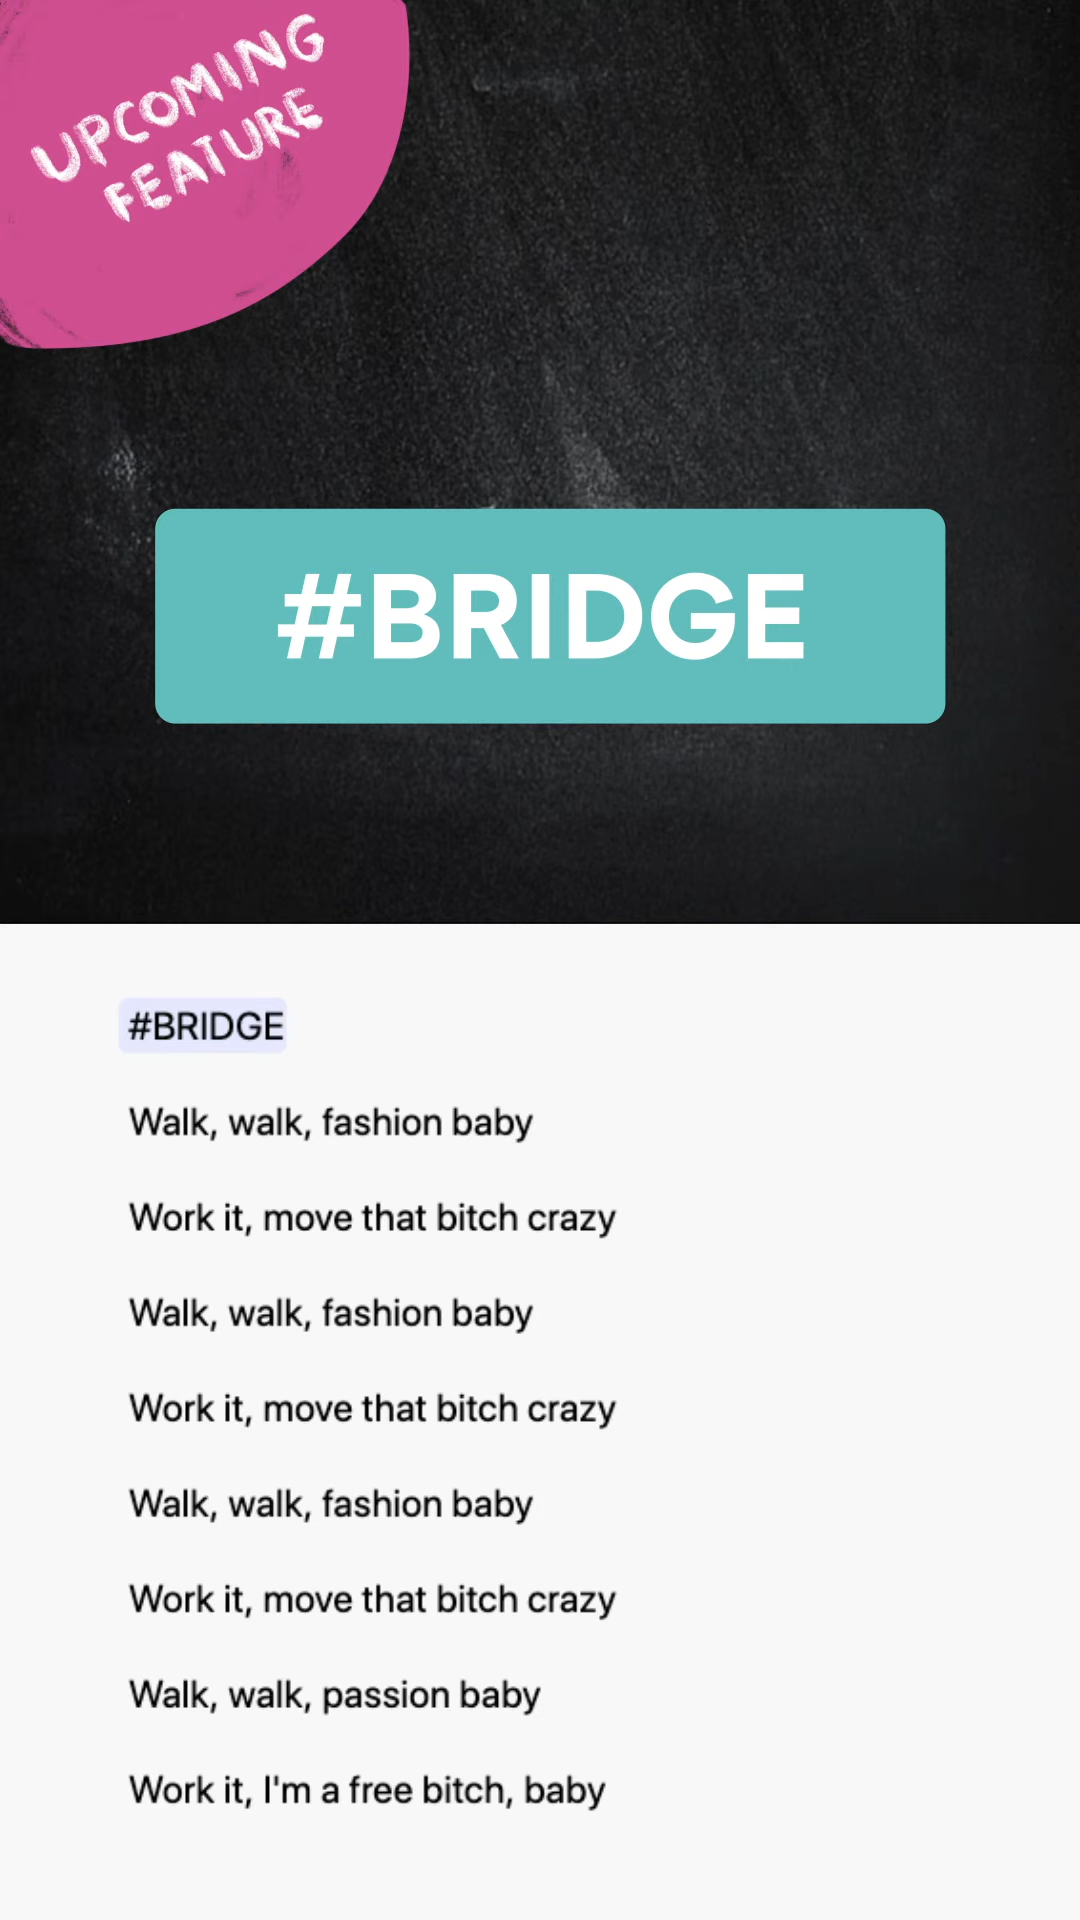 UPCOMING
FEATURE
#BRIDGE
#BRIDGE
Walk, walk, fashion baby
Work it, move that bitch crazy
Walk, walk, fashion baby
Work it, move that bitch crazy
Walk, walk, fashion baby
Work it, move that bitch crazy
Walk, walk, passion baby
Work it, I'm a free bitch, baby